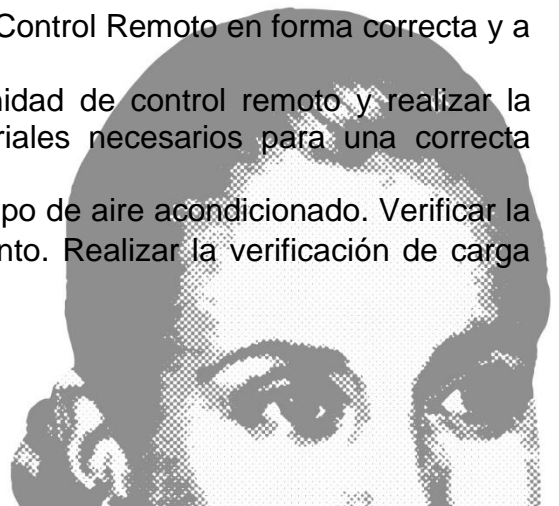 Control Remoto en forma correcta y a
nidad de control remoto y realizar la
riales necesarios para una correcta
po de aire acondicionado. Verificar la
nto. Realizar la verificación de carga